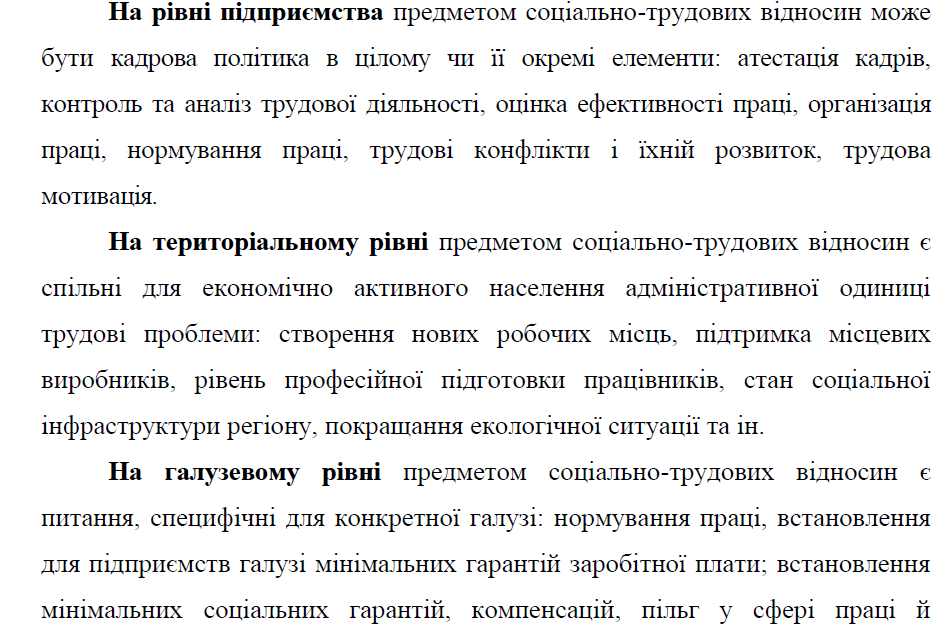 На рівні підприємства предметом соціально-трудових відносин може
бути кадрова політика в цілому чи її окремі елементи: атестація кадрів,
контроль та аналіз трудової діяльності, оцінка ефективності праці, організація
праці, нормування праці, трудові конфлікти і їхній розвиток, трудова
мотивація.
На територіальному рівні предметом соціально-трудових відносин є
спільні для економічно активного населення адміністративної одиниці
трудові проблеми: створення нових робочих місць, підтримка місцевих
виробників, рівень професійної підготовки працівників, стан соціальної
інфраструктури регіону, покращання екологічної ситуації та ін.
На галузевому рівні предметом соціально-трудових відносин є
питання, специфічні для конкретної галузі: нормування праці, встановлення
для підприємств галузі мінімальних гарантій заробітної плати; встановлення
мінімальних соціальних гарантій, компенсацій, пільг у сфері праці й